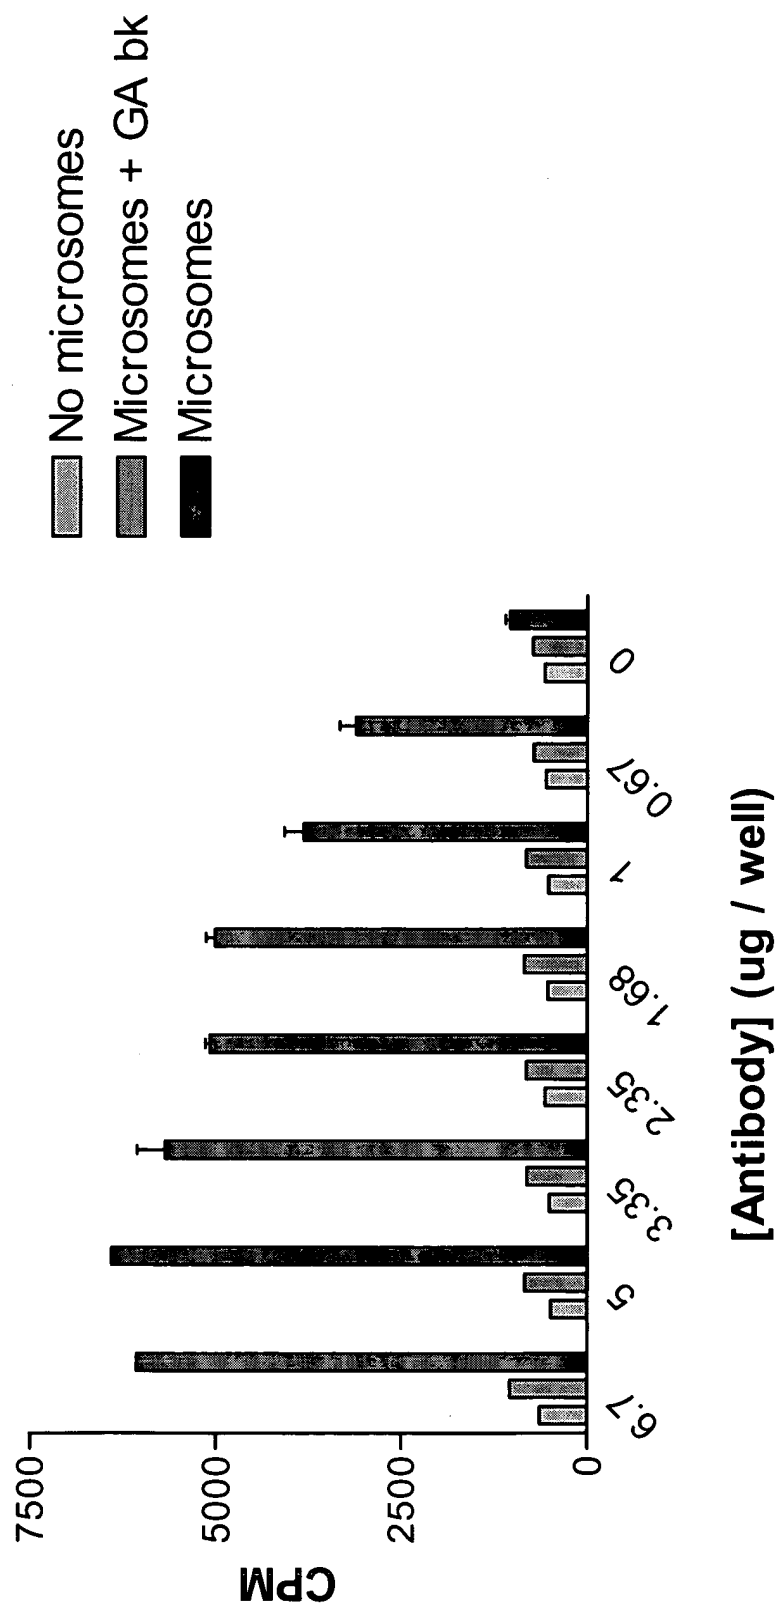 No microsomes
Microsomes + GA bk
Microsomes
CPM
7500
5000
2500
0
6.7
5
3.35
2.35
1.68
1
0.67
0
[Antibody] (ug / well)